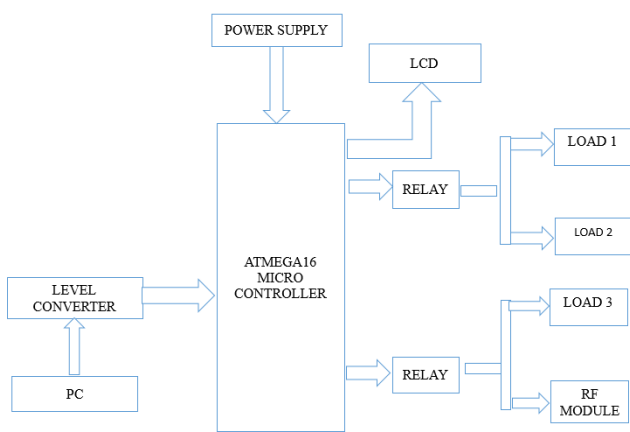 POWER SUPPLY
LCD
LOAD 1
RELAY
LOAD 2
ATMEGA16
MICRO
CONTROLLER
LEVEL
CONVERTER
LOAD 3
RELAY
PC
RF
MODULE